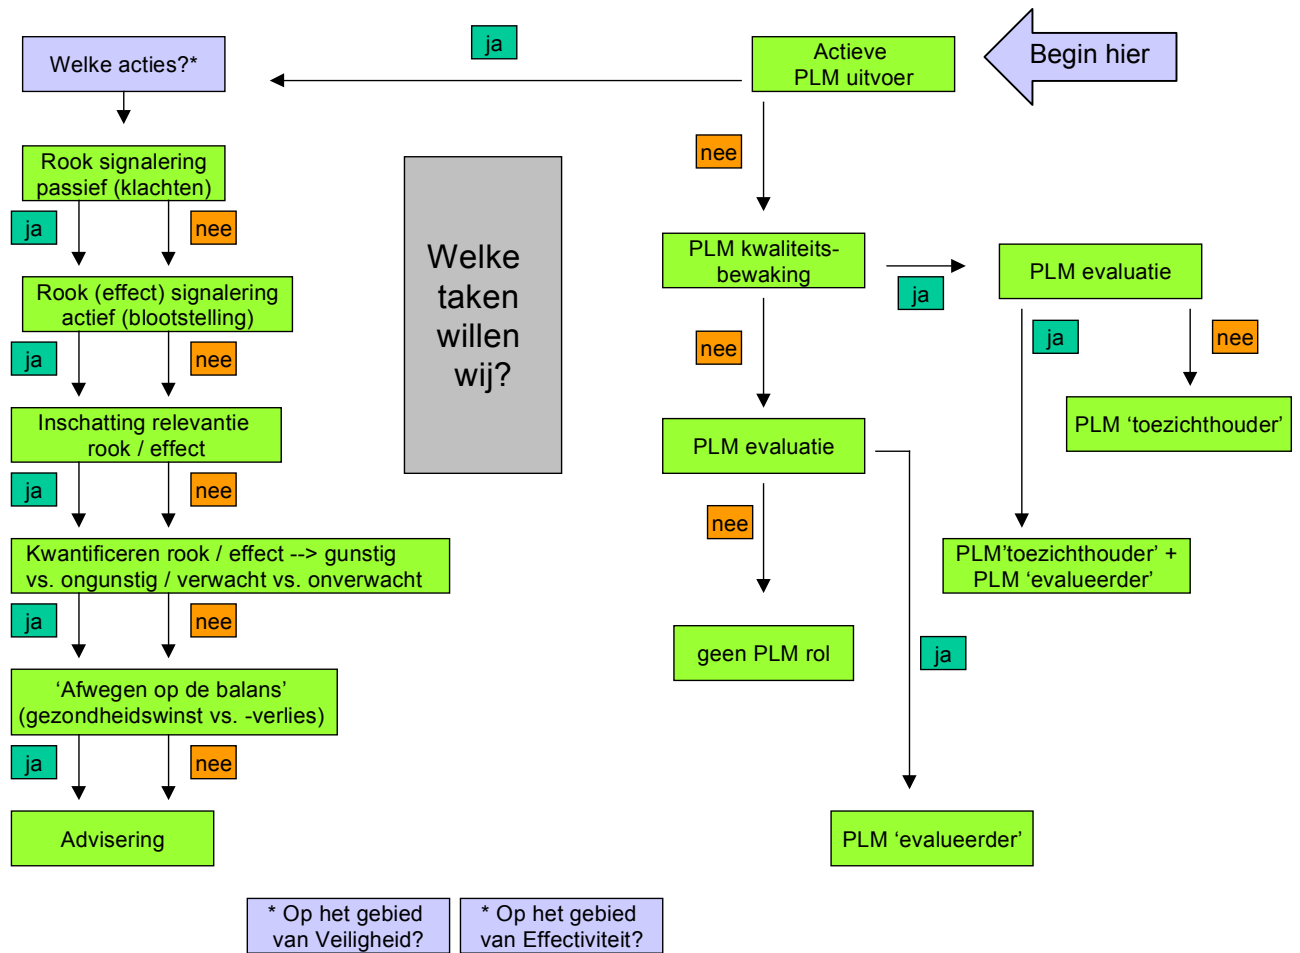 Begin hier
Actieve
PLM uitvoer
ja
Welke acties?*
Rook signalering
passief (klachten)
ja
nee
Rook (effect) signalering
actief (blootstelling)
ja
nee
Inschatting relevantie
rook / effect
ja
nee
Kwantificeren rook / effect --> gunstig
vs. ongunstig / verwacht vs. onverwacht
ja
nee
‘Afwegen op de balans’
(gezondheidswinst vs. -verlies)
ja
nee
Advisering
Welke
taken
willen
wij?
nee
PLM kwaliteits-
bewaking
ja
PLM evaluatie
ja
nee
PLM ‘toezichthouder’
PLM’toezichthouder’ +
PLM ‘evalueerder’
nee
PLM evaluatie
nee
geen PLM rol
ja
PLM ‘evalueerder’
* Op het gebied
van Veiligheid?
* Op het gebied
van Effectiviteit?